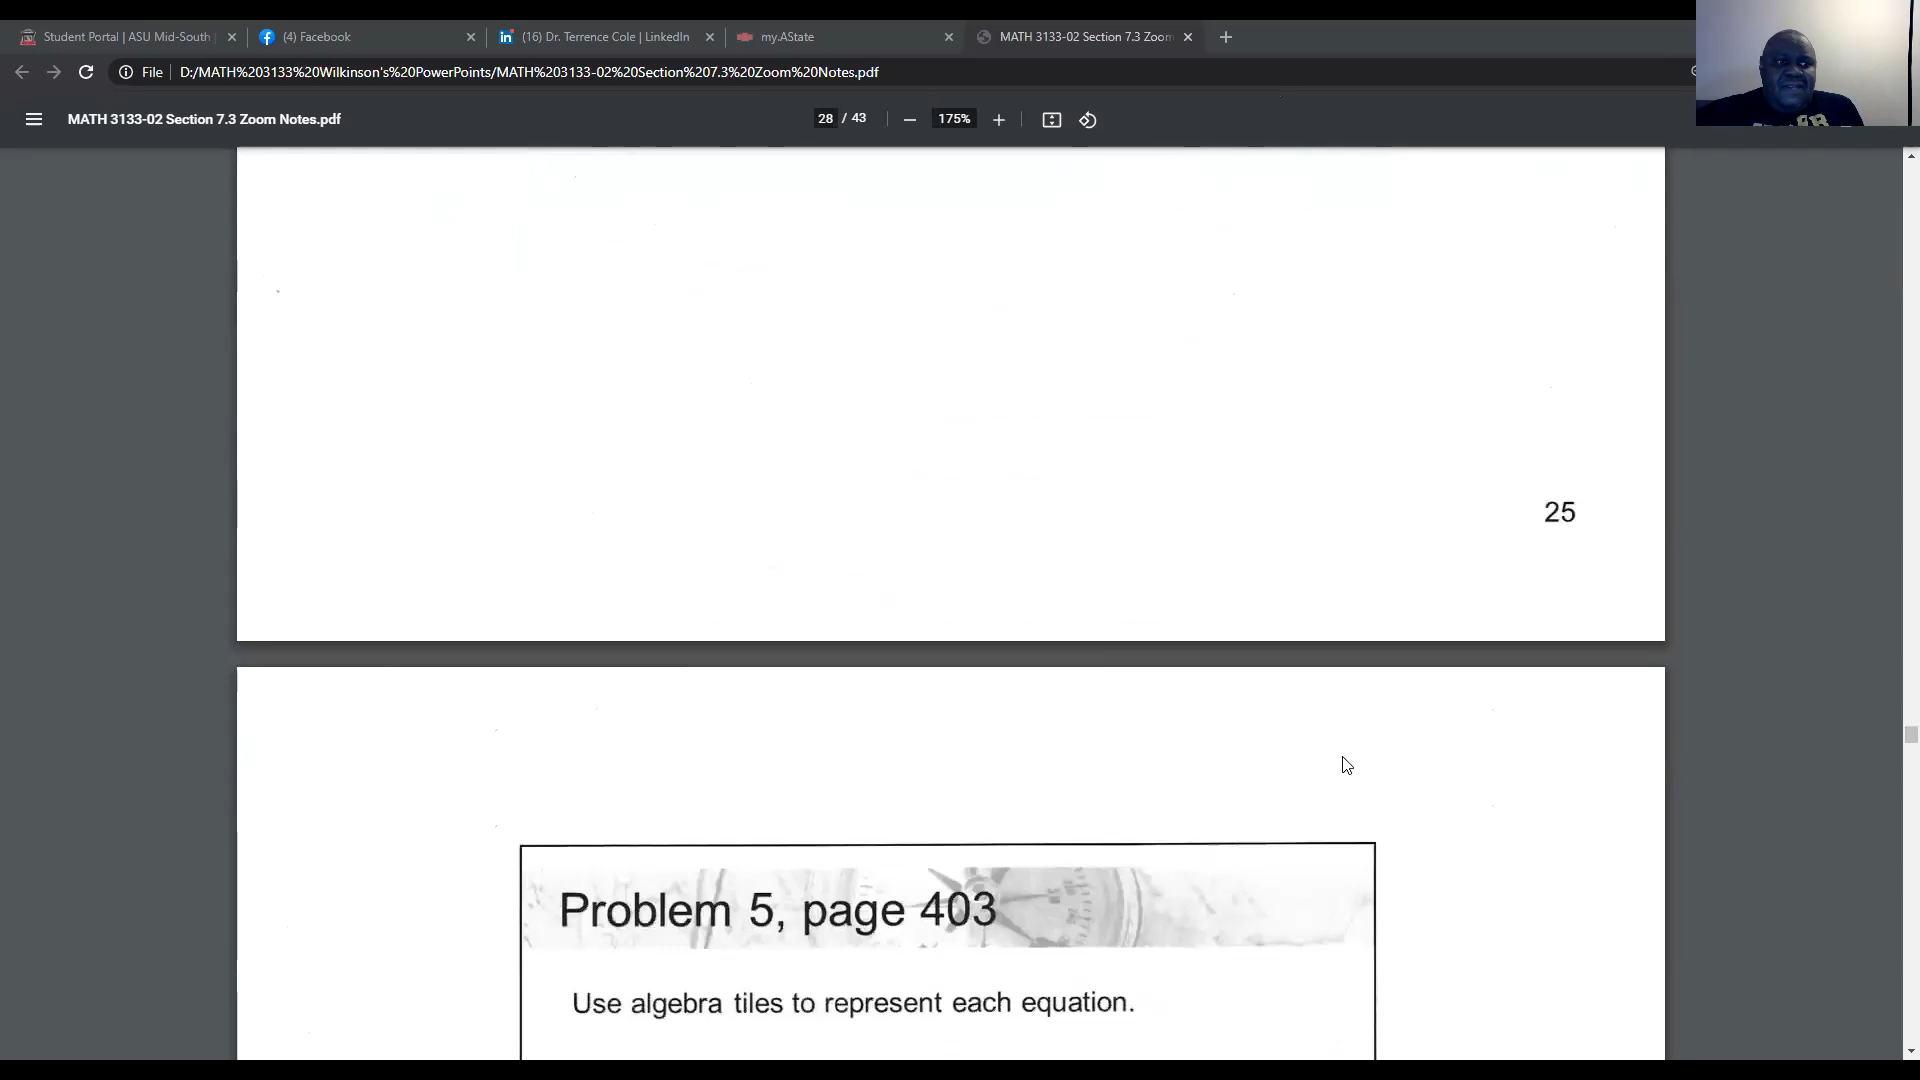 Student Portal | ASU Mid-South |
(4) Facebook
(16) Dr. Terrence Cole | LinkedIn
my.AState
MATH 3133-02 Section 7.3 Zoom
File
D:/MATH%203133%20Wilkinson's%20PowerPoints/MATH%203133-02%20Section%207.3%20Zoom%20Notes.pdf
MATH 3133-02 Section 7.3 Zoom Notes.pdf
28 / 43
175%
25
Problem 5, page 403
Use algebra tiles to represent each equation.